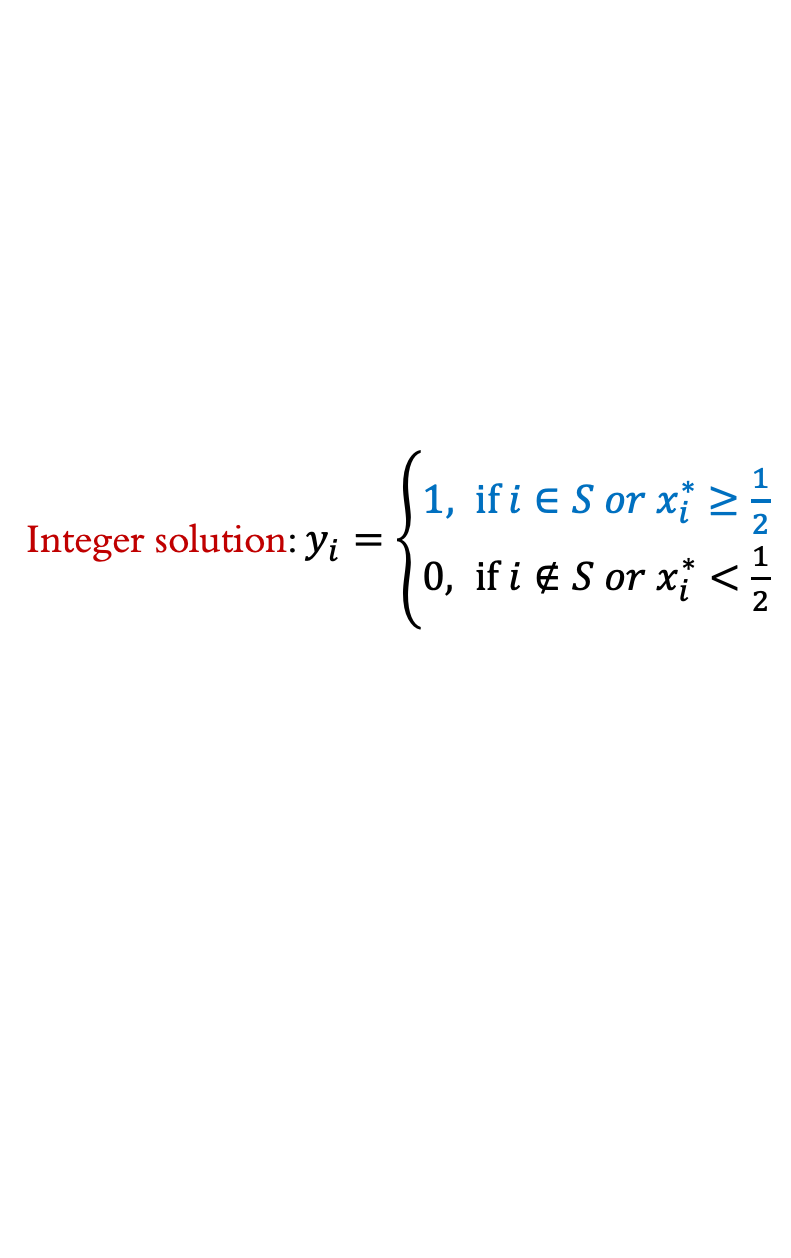 Integer solution: yᵢ = { 1, if i ∈ S or xᵢ* ≥ 1/2
0, if i ∉ S or xᵢ* < 1/2